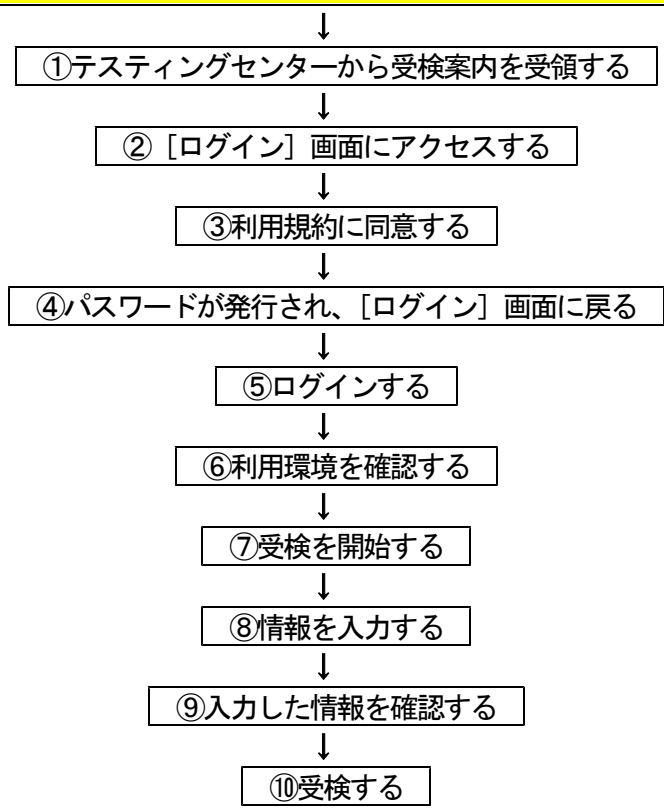 ↓
①テスティングセンターから受検案内を受領する
↓
②［ログイン］画面にアクセスする
↓
③利用規約に同意する
↓
④パスワードが発行され、［ログイン］画面に戻る
↓
⑤ログインする
↓
⑥利用環境を確認する
↓
⑦受検を開始する
↓
⑧情報を入力する
↓
⑨入力した情報を確認する
↓
⑩受検する